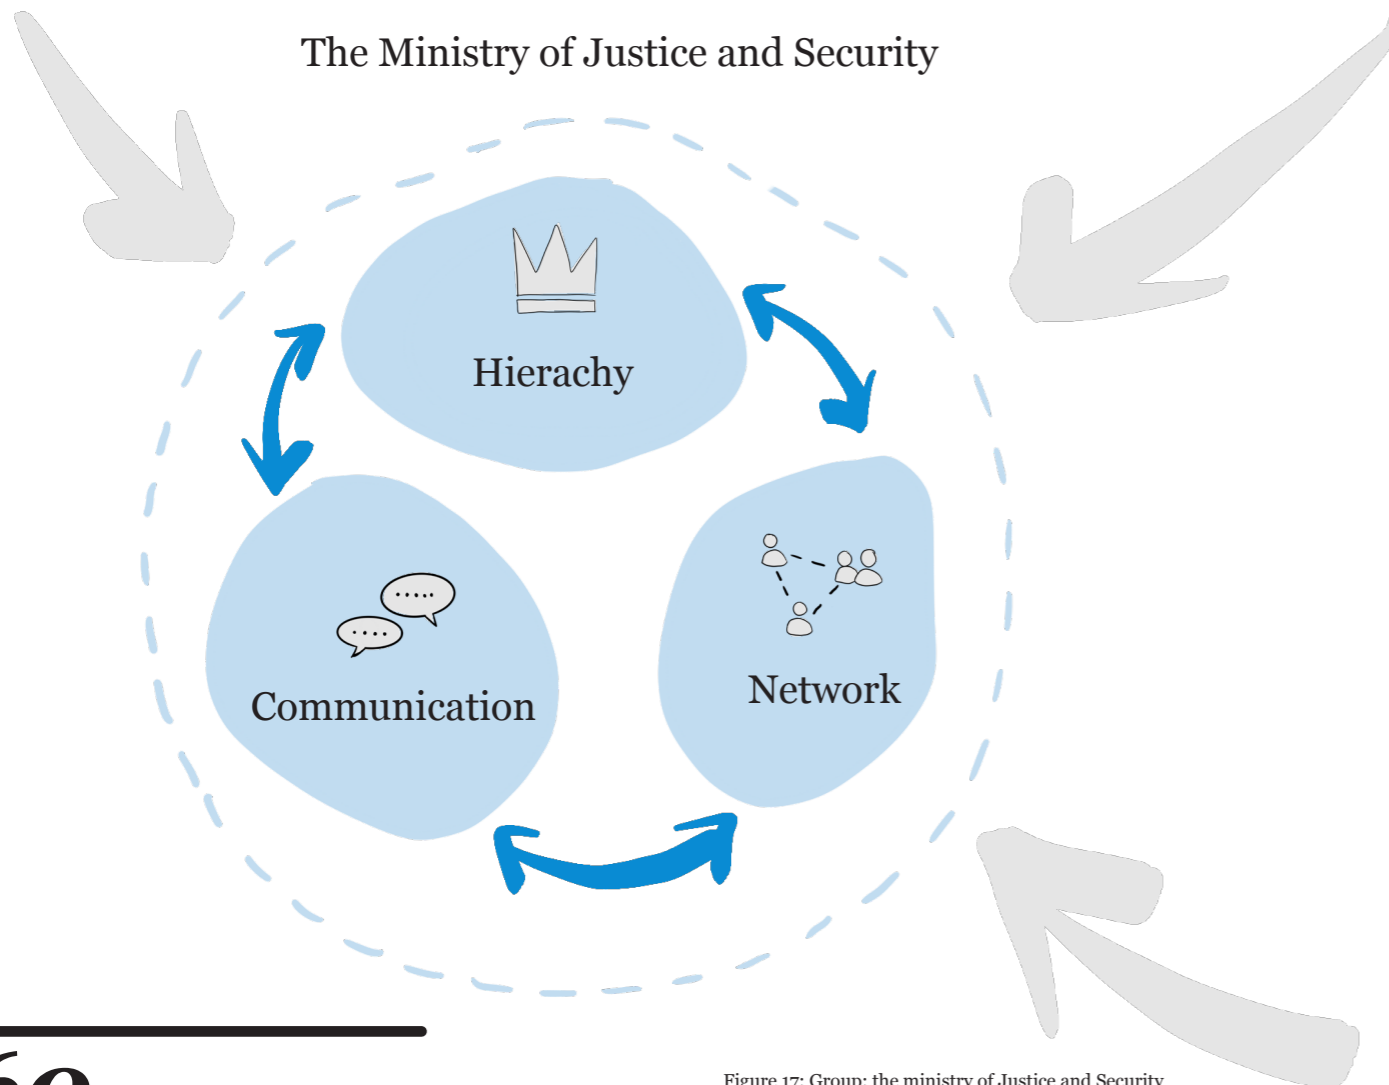 The Ministry of Justice and Security
Hierachy
Communication
Network
Figure 17: Group: the ministry of Justice and Security